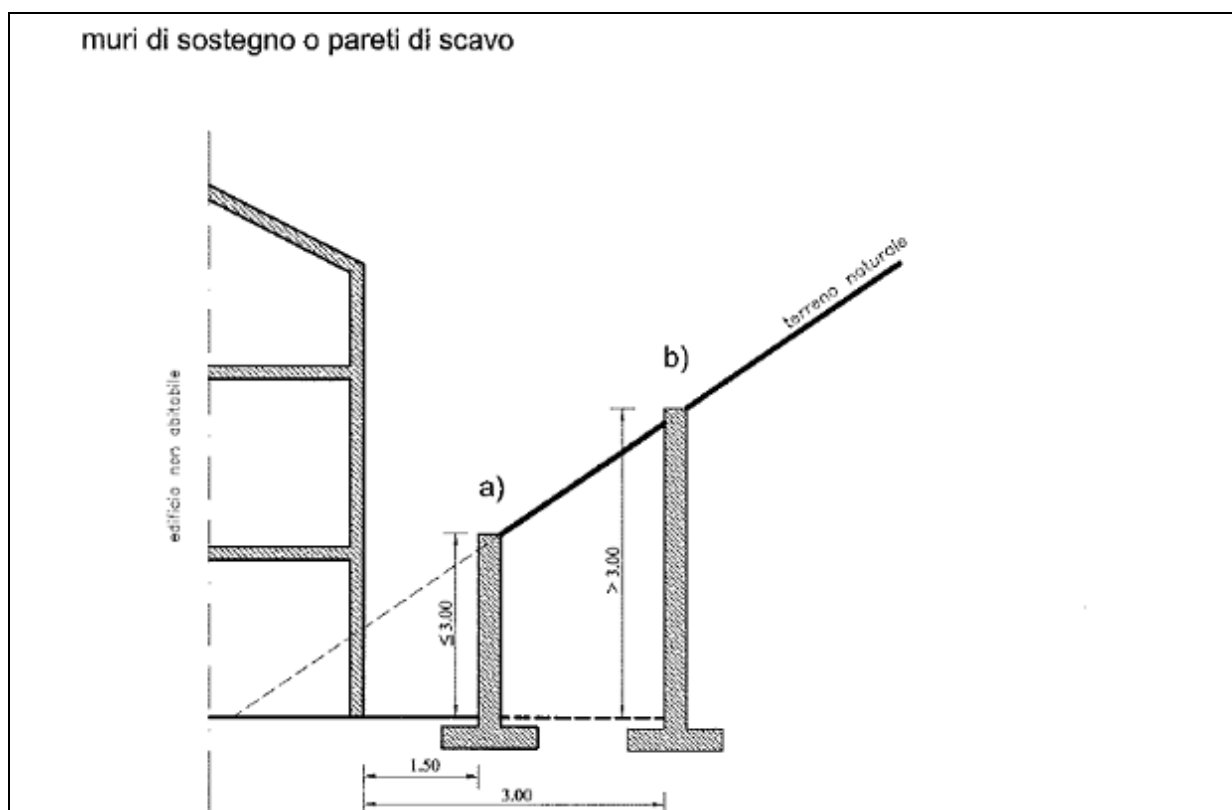 muri di sostegno o pareti di scavo
terreno naturale
b)
edificio non abitabile
a)
> 3.00
≦ 3.00
1.50
3.00